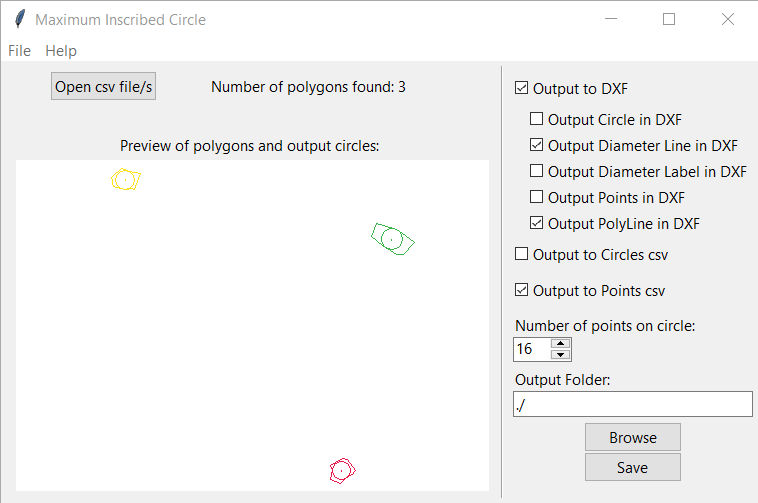 Maximum Inscribed Circle
File Help
Open csv file/s
Number of polygons found: 3
Preview of polygons and output circles:
Output to DXF
Output Circle in DXF
Output Diameter Line in DXF
Output Diameter Label in DXF
Output Points in DXF
Output PolyLine in DXF
Output to Circles csv
Output to Points csv
Number of points on circle:
16
Output Folder:
./
Browse
Save